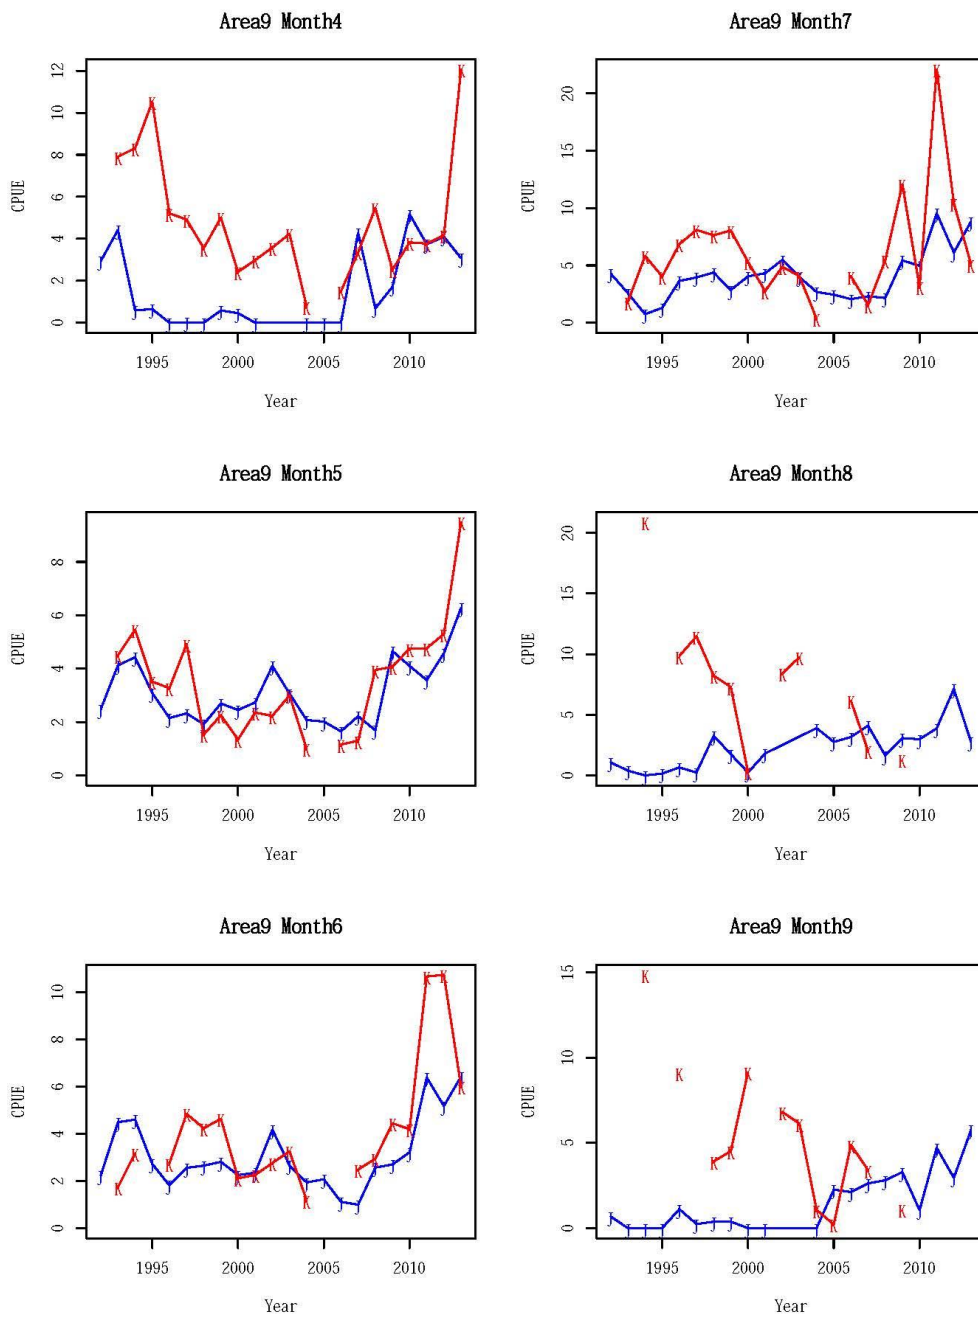 Area9 Month4
12
10
8
6
4
2
0
CPUE
1995 2000 2005 2010
Year
Area9 Month7
20
15
10
5
0
CPUE
1995 2000 2005 2010
Year
Area9 Month5
8
6
4
2
0
CPUE
1995 2000 2005 2010
Year
Area9 Month8
20
15
10
5
0
CPUE
1995 2000 2005 2010
Year
Area9 Month6
10
8
6
4
2
0
CPUE
1995 2000 2005 2010
Year
Area9 Month9
15
10
5
0
CPUE
1995 2000 2005 2010
Year